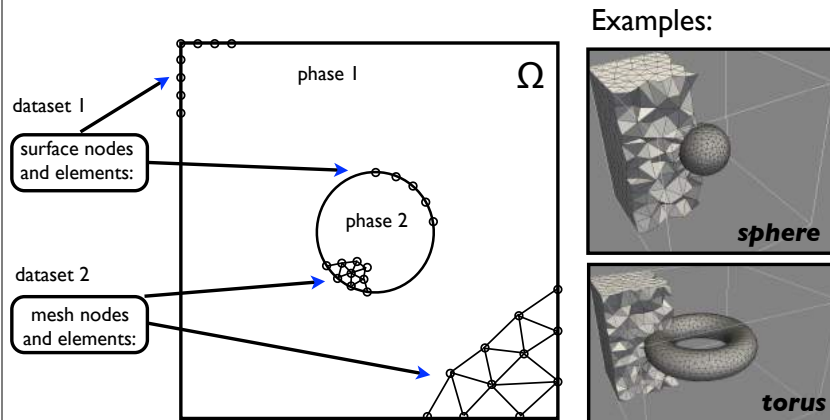 Examples:
phase 1
Ω
dataset 1
surface nodes
and elements:
phase 2
dataset 2
mesh nodes
and elements:
sphere
torus